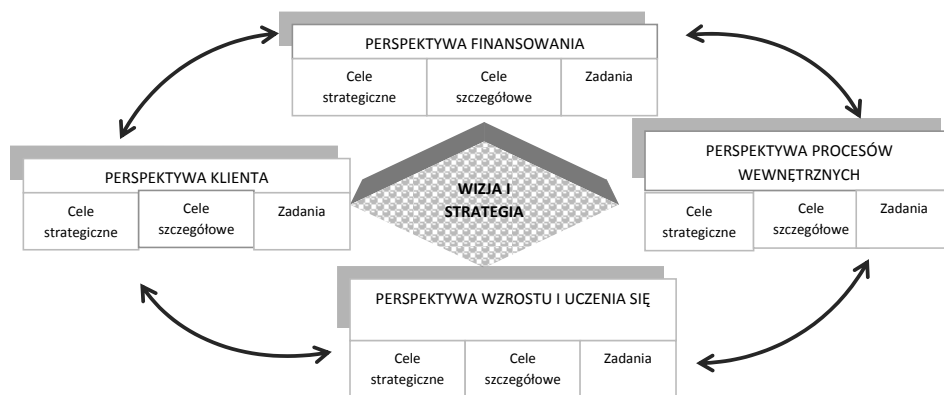 PERSPEKTYWA FINANSOWANIA
Cele
strategiczne
Cele
szczegółowe
Zadania
PERSPEKTYWA KLIENTA
Cele
strategiczne
Cele
szczegółowe
Zadania
WIZJA I
STRATEGIA
PERSPEKTYWA PROCESÓW
WEWNĘTRZNYCH
Cele
strategiczne
Cele
szczegółowe
Zadania
PERSPEKTYWA WZROSTU I UCZENIA SIĘ
Cele
strategiczne
Cele
szczegółowe
Zadania